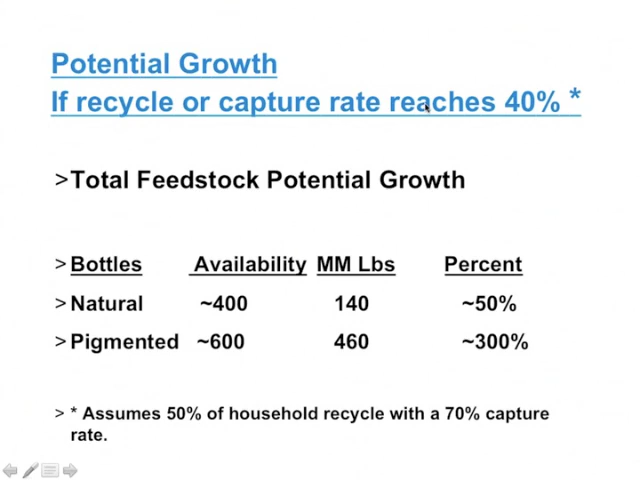 Potential Growth
If recycle or capture rate reaches 40% *
>Total Feedstock Potential Growth
> Bottles Availability MM Lbs Percent
> Natural ~400 140 ~50%
> Pigmented ~600 460 ~300%
> * Assumes 50% of household recycle with a 70% capture
rate.